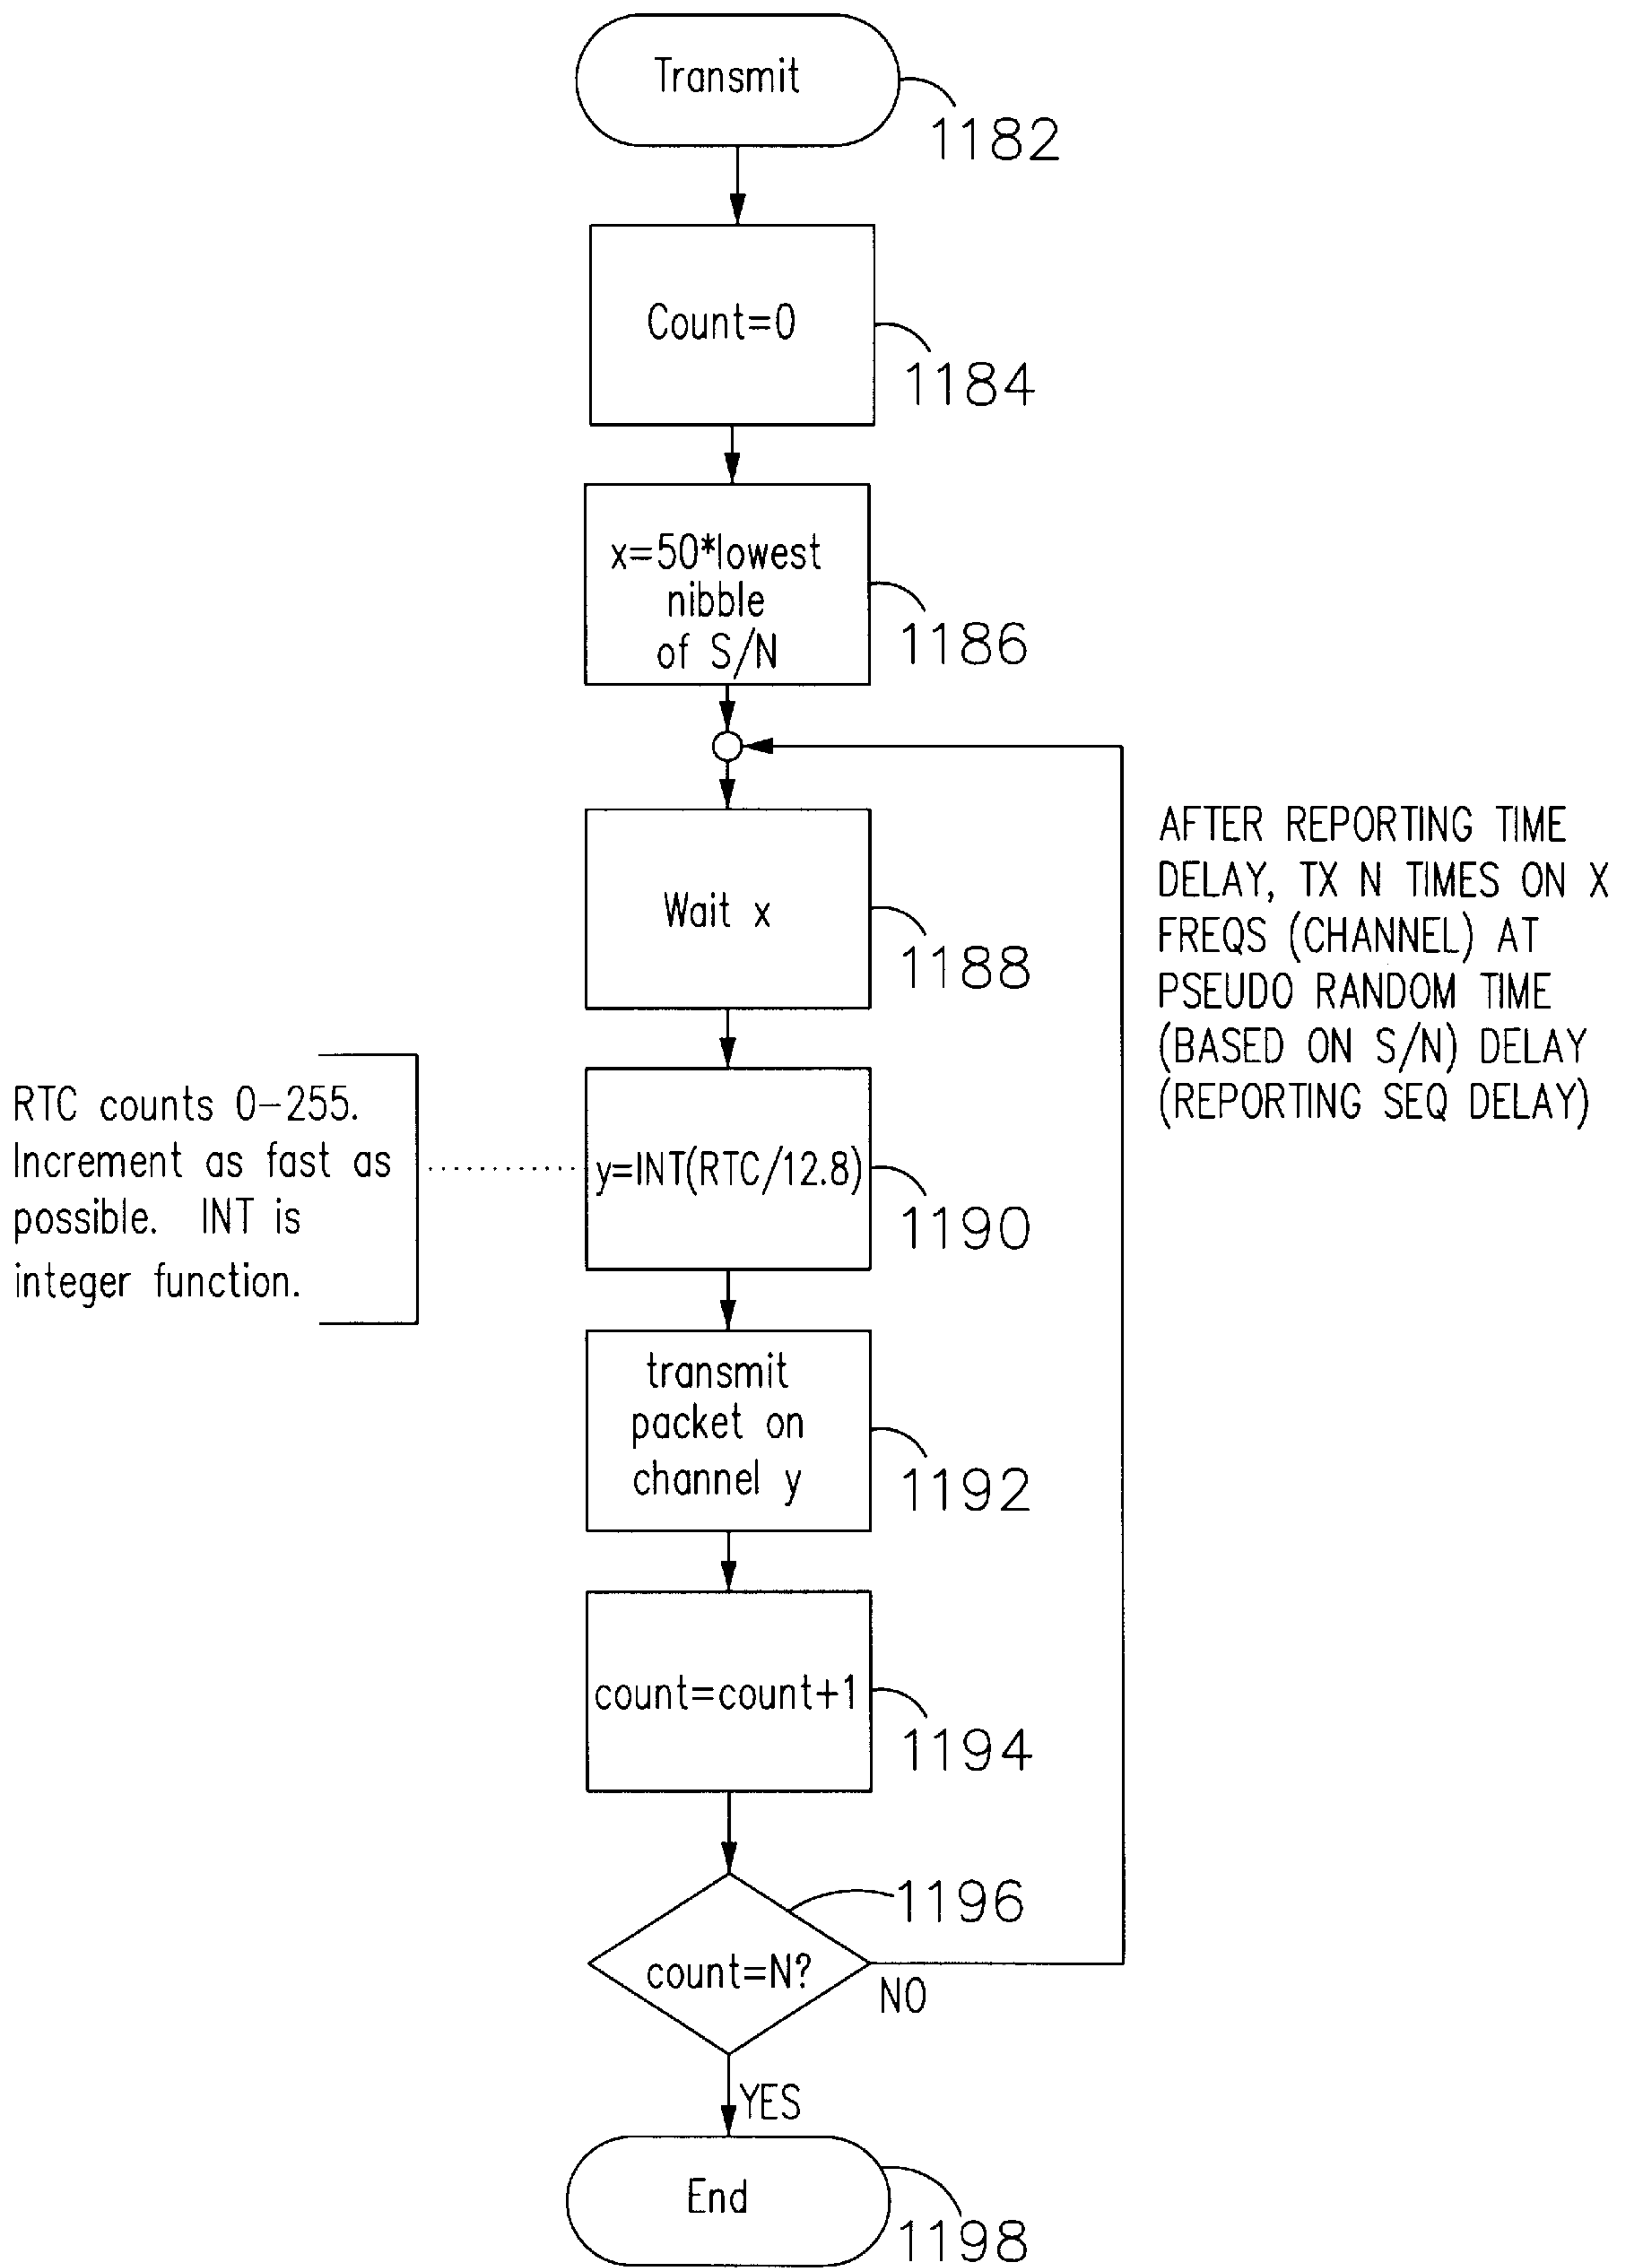 Transmit
1182
Count=0
1184
x=50*lowest
nibble
of S/N
1186
Wait x
1188
AFTER REPORTING TIME
DELAY, TX N TIMES ON X
FREQS (CHANNEL) AT
PSEUDO RANDOM TIME
(BASED ON S/N) DELAY
(REPORTING SEQ DELAY)
RTC counts 0-255.
Increment as fast as
possible. INT is
integer function.
y=INT(RTC/12.8)
1190
transmit
packet on
channel y
1192
count=count+1
1194
1196
count=N?
NO
YES
End
1198